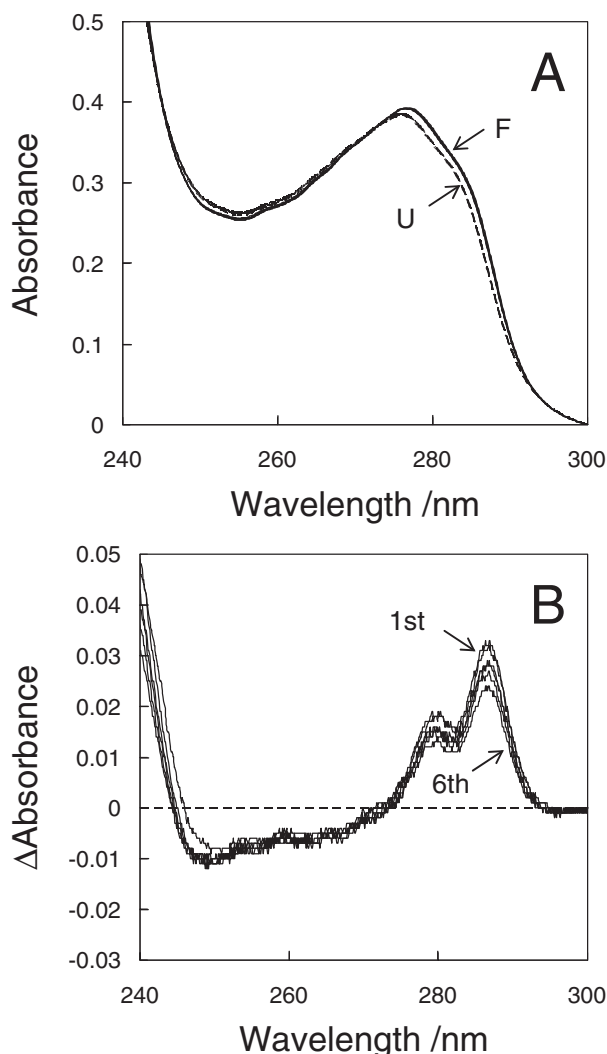 0.5
A
0.4
F
0.3
U
0.2
0.1
0
240
260
280
300
Absorbance
Wavelength /nm
0.05
B
0.04
1st
0.03
0.02
0.01
6th
0
-0.01
-0.02
-0.03
240
260
280
300
ΔAbsorbance
Wavelength /nm